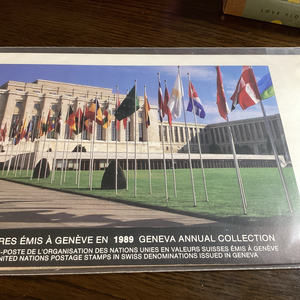 LOVE
RES ÉMIS À GENÈVE EN 1989 GENEVA ANNUAL COLLECTION
-POSTE DE L'ORGANISATION DES NATIONS UNIES EN VALEURS SUISSES ÉMIS À GENÈVE
NITED NATIONS POSTAGE STAMPS IN SWISS DENOMINATIONS ISSUED IN GENEVA